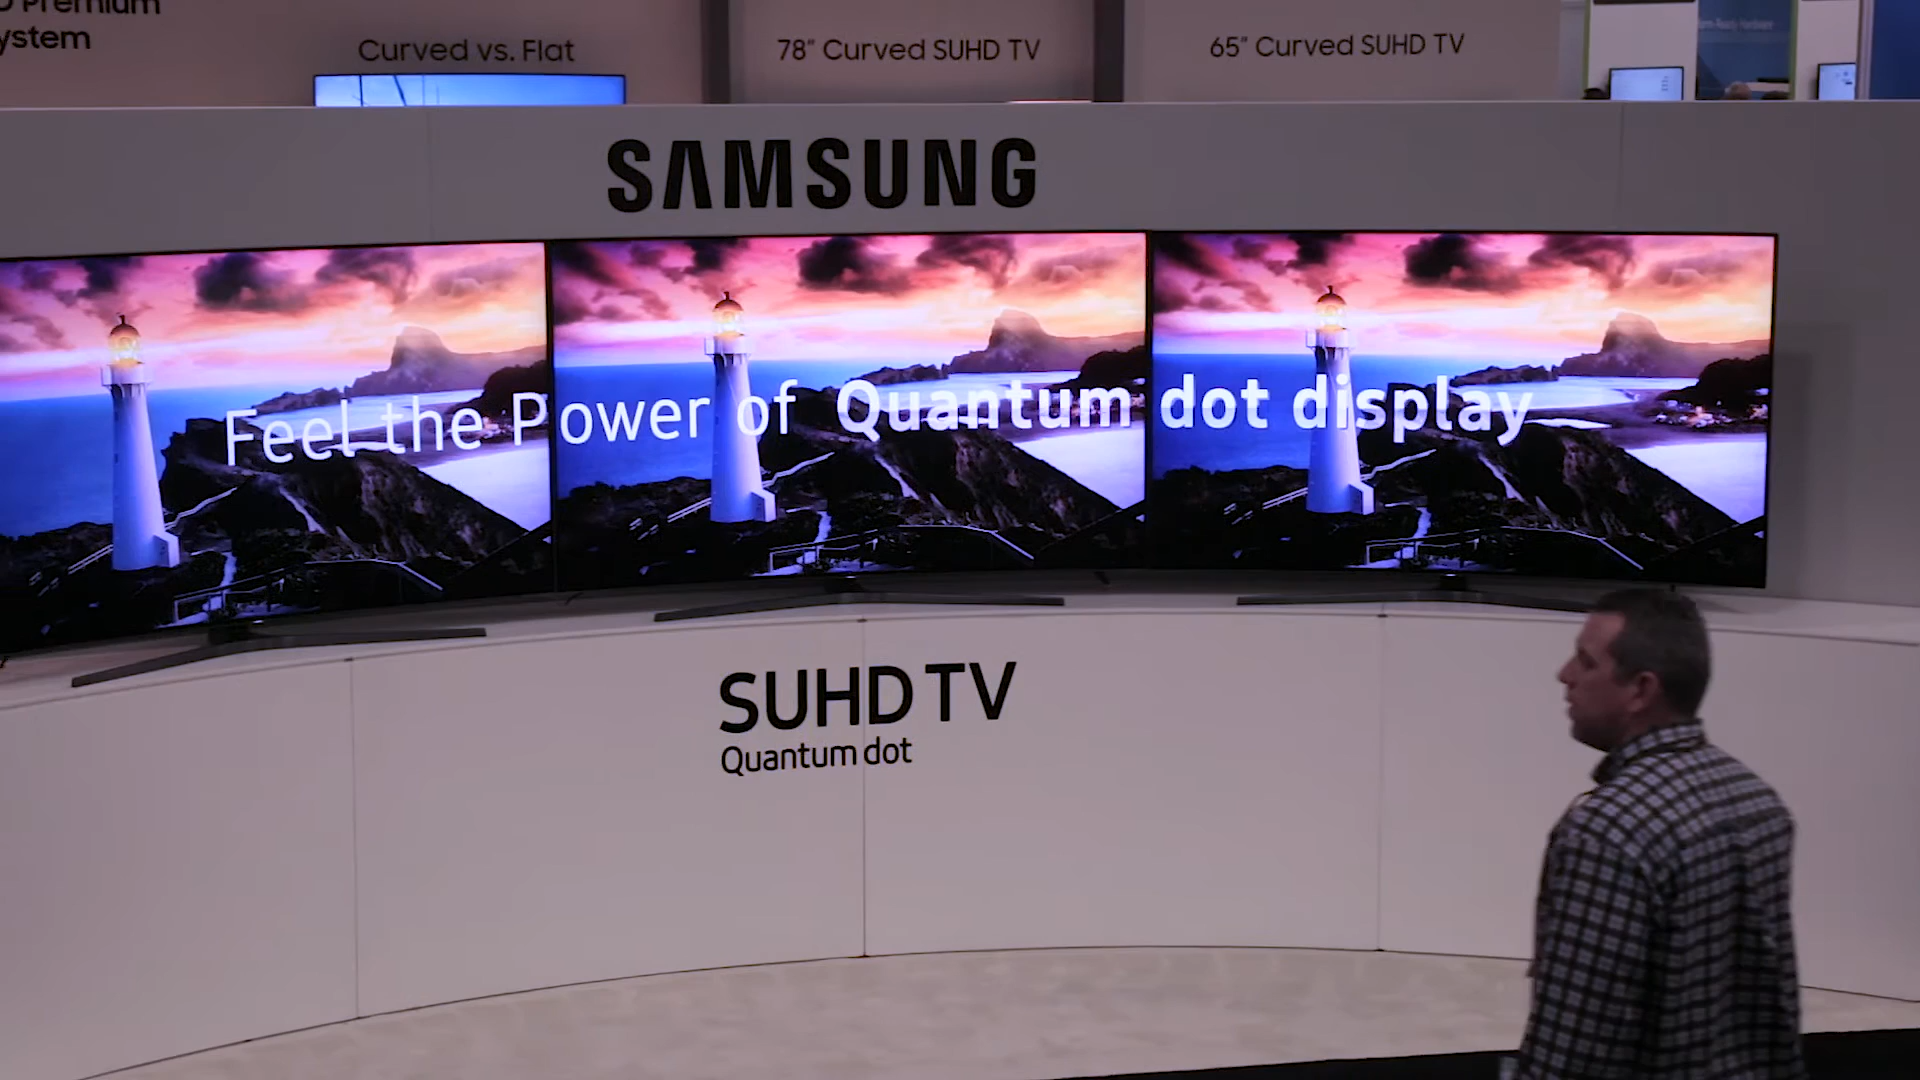 Premium
ystem
Curved vs. Flat
78" Curved SUHD TV
65" Curved SUHD TV
SAMSUNG
Feel the Power of Quantum dot display
SUHD TV
Quantum dot